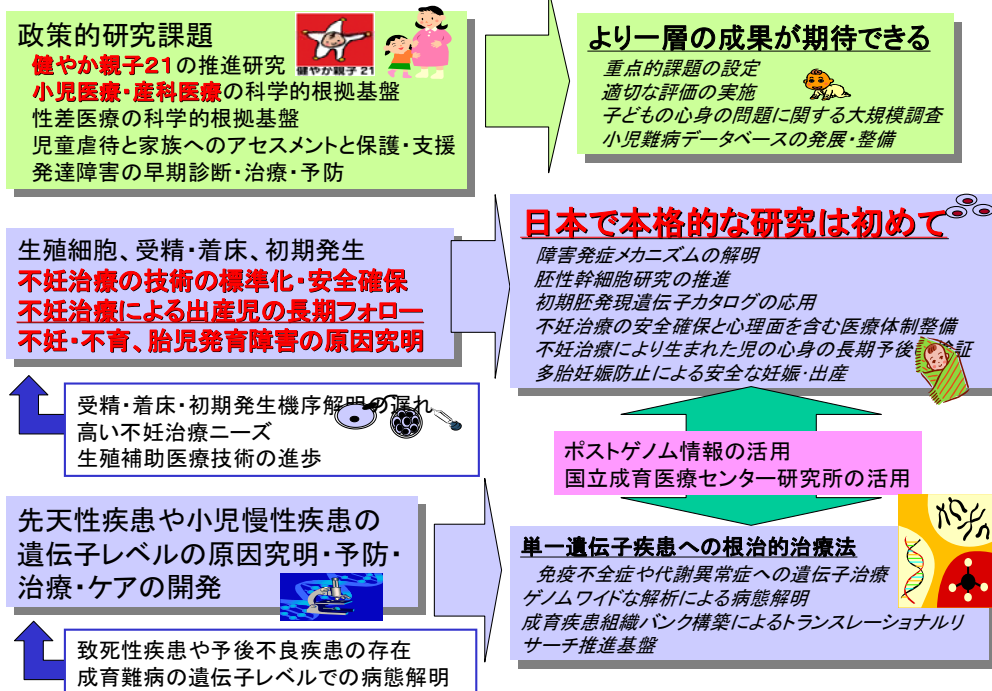 政策的研究課題
健やか親子21の推進研究
小児医療・産科医療の科学的根拠基盤
性差医療の科学的根拠基盤
児童虐待と家族へのアセスメントと保護・支援
発達障害の早期診断・治療・予防
健やか親子21
より一層の成果が期待できる
重点的課題の設定
適切な評価の実施
子どもの心身の問題に関する大規模調査
小児難病データベースの発展・整備
生殖細胞、受精・着床、初期発生
不妊治療の技術の標準化・安全確保
不妊治療による出産児の長期フォロー
不妊・不育、胎児発育障害の原因究明
日本で本格的な研究は初めて
障害発症メカニズムの解明
胚性幹細胞研究の推進
初期胚発現遺伝子カタログの応用
不妊治療の安全確保と心理面を含む医療体制整備
不妊治療により生まれた児の心身の長期予後 証
多胎妊娠防止による安全な妊娠・出産
受精・着床・初期発生機序解明の遅れ
高い不妊治療ニーズ
生殖補助医療技術の進歩
ポストゲノム情報の活用
国立成育医療センター研究所の活用
先天性疾患や小児慢性疾患の
遺伝子レベルの原因究明・予防・
治療・ケアの開発
単一遺伝子疾患への根治的治療法
免疫不全症や代謝異常症への遺伝子治療
ゲノムワイドな解析による病態解明
成育疾患組織バンク構築によるトランスレーショナルリ
サーチ推進基盤
致死性疾患や予後不良疾患の存在
成育難病の遺伝子レベルでの病態解明